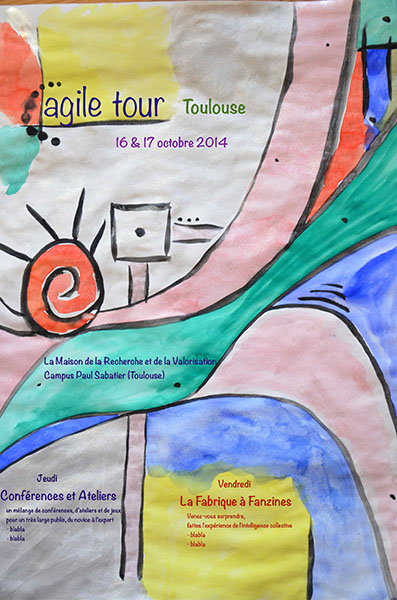 agile tour Toulouse
16 & 17 octobre 2014
La Maison de la Recherche et de la Valorisation
Campus Paul Sabatier (Toulouse)
Jeudi
Conférences et Ateliers
un mélange de conférences, d'ateliers et de jeux
pour un très large public, du novice à l'expert
- blabla
- blabla
Vendredi
La Fabrique à Fanzines
Venez-vous surprendre,
faites l'expérience de l'intelligence collective
- blabla
- blabla